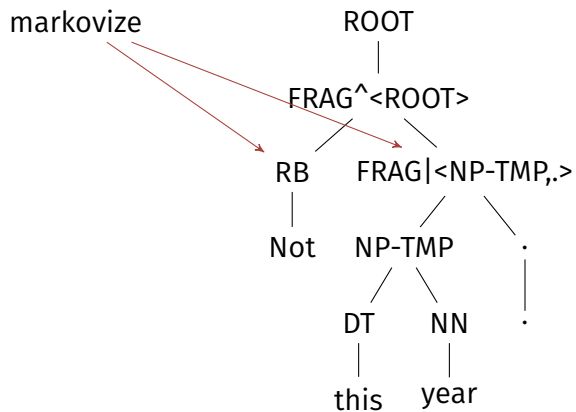 markovize ROOT
FRAG^<ROOT>
RB FRAG|<NP-TMP,.>
Not NP-TMP .
DT NN .
this year